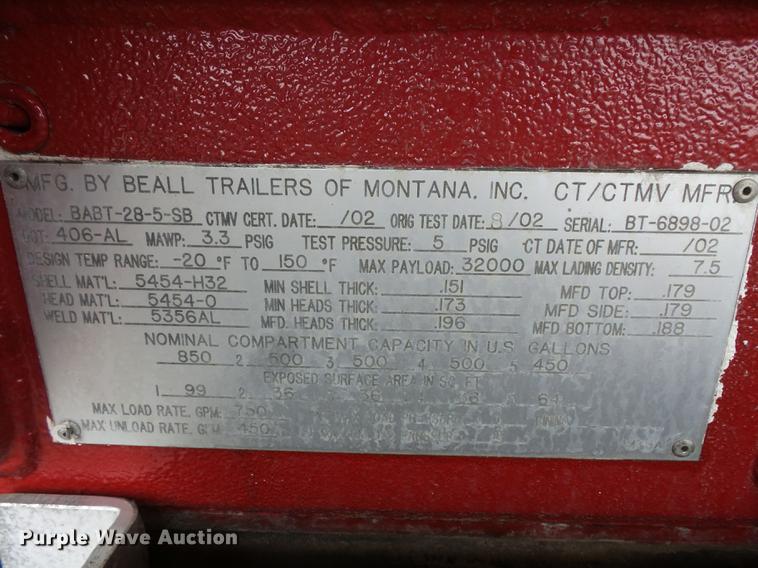 MFG. BY BEALL TRAILERS OF MONTANA. INC. CT/CTMV MFR
MODEL: BABT-28-5-SB CTMV CERT. DATE: /02 ORIG TEST DATE: 8/02 SERIAL: BT-6898-02
DOT: 406-AL MAWP: 3.3 PSIG TEST PRESSURE: 5 PSIG CT DATE OF MFR: /02
DESIGN TEMP RANGE: -20 °F TO 150 °F MAX PAYLOAD: 32000 MAX LADING DENSITY: 7.5
SHELL MAT'L: 5454-H32 MIN SHELL THICK: .151 MFD TOP: .179
HEAD MAT'L: 5454-0 MIN HEADS THICK: .173 MFD SIDE: .179
WELD MAT'L: 5356AL MFD. HEADS THICK: .196 MFD BOTTOM: .188
NOMINAL COMPARTMENT CAPACITY IN U.S. GALLONS
850 2 500 3 500 4 500 5 450
EXPOSED SURFACE AREA IN SQ FT
1 99 2 36 36 36 5 64
MAX LOAD RATE, GPM: 750
MAX UNLOAD RATE, GPM 450
Purple Wave Auction